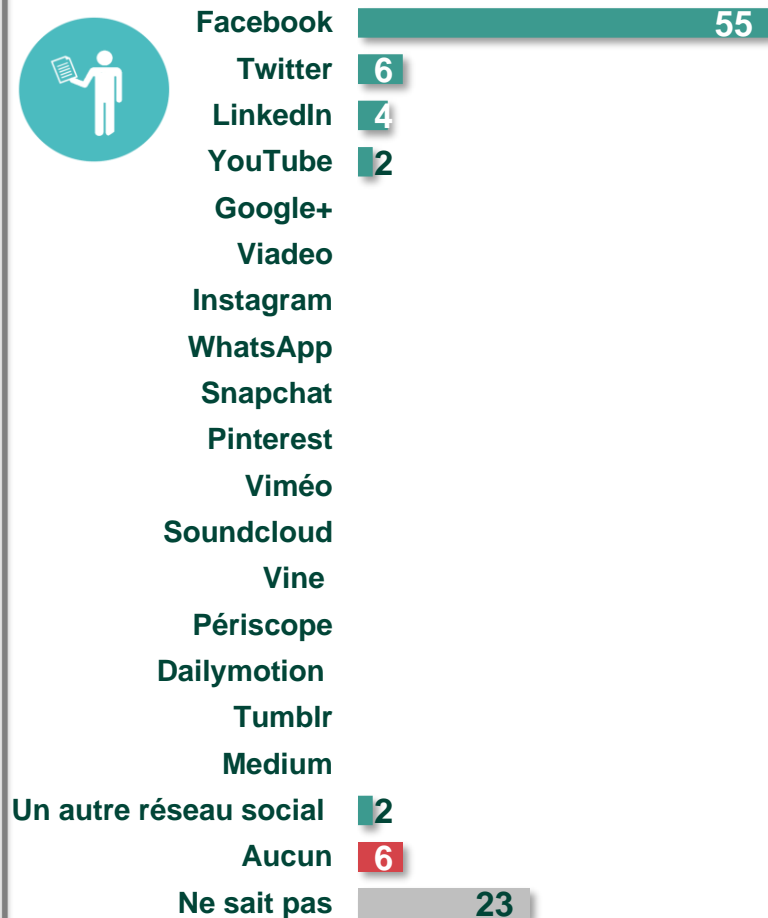 Facebook 55
Twitter 6
LinkedIn 4
YouTube 2
Google+
Viadeo
Instagram
WhatsApp
Snapchat
Pinterest
Viméo
Soundcloud
Vine
Périscope
Dailymotion
Tumblr
Medium
Un autre réseau social 2
Aucun 6
Ne sait pas 23